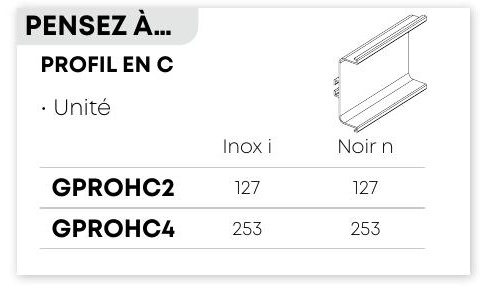 PENSEZ À...
PROFIL EN C
• Unité
Inox i Noir n
GPROHC2 127 127
GPROHC4 253 253